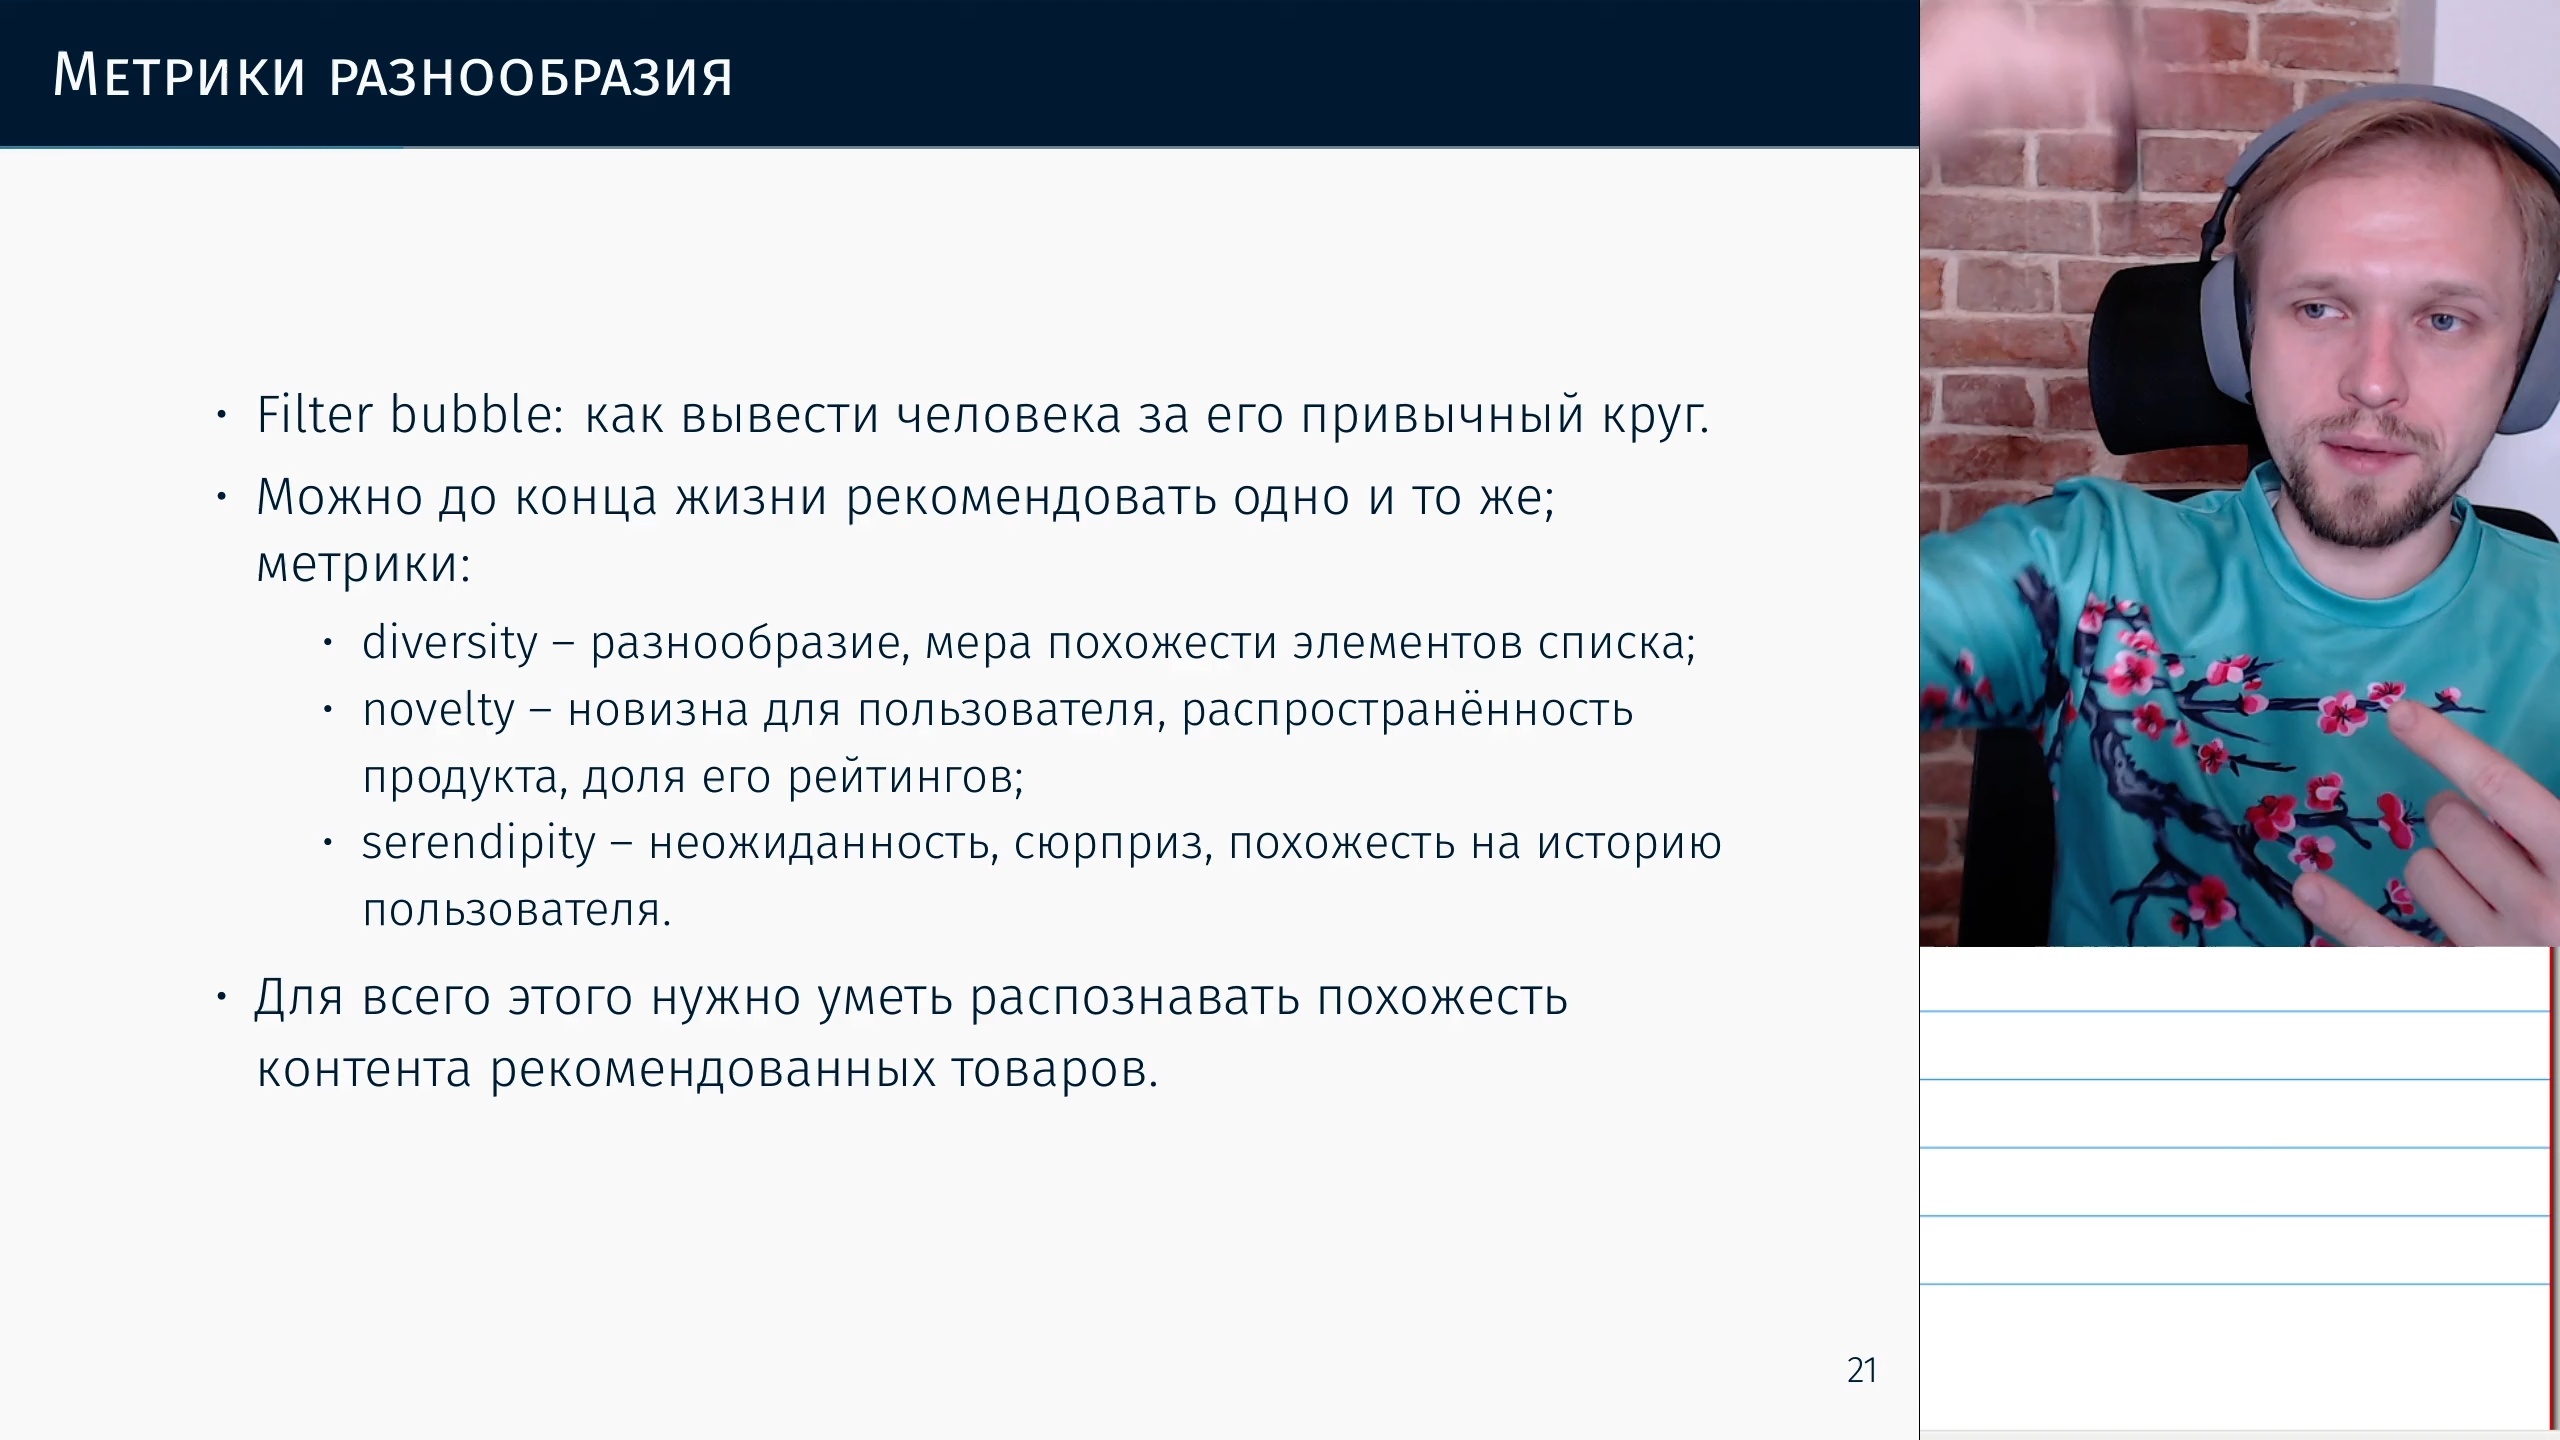 Метрики разнообразия
• Filter bubble: как вывести человека за его привычный круг.
• Можно до конца жизни рекомендовать одно и то же;
метрики:
• diversity – разнообразие, мера похожести элементов списка;
• novelty – новизна для пользователя, распространённость
продукта, доля его рейтингов;
• serendipity – неожиданность, сюрприз, похожесть на историю
пользователя.
• Для всего этого нужно уметь распознавать похожесть
контента рекомендованных товаров.
21